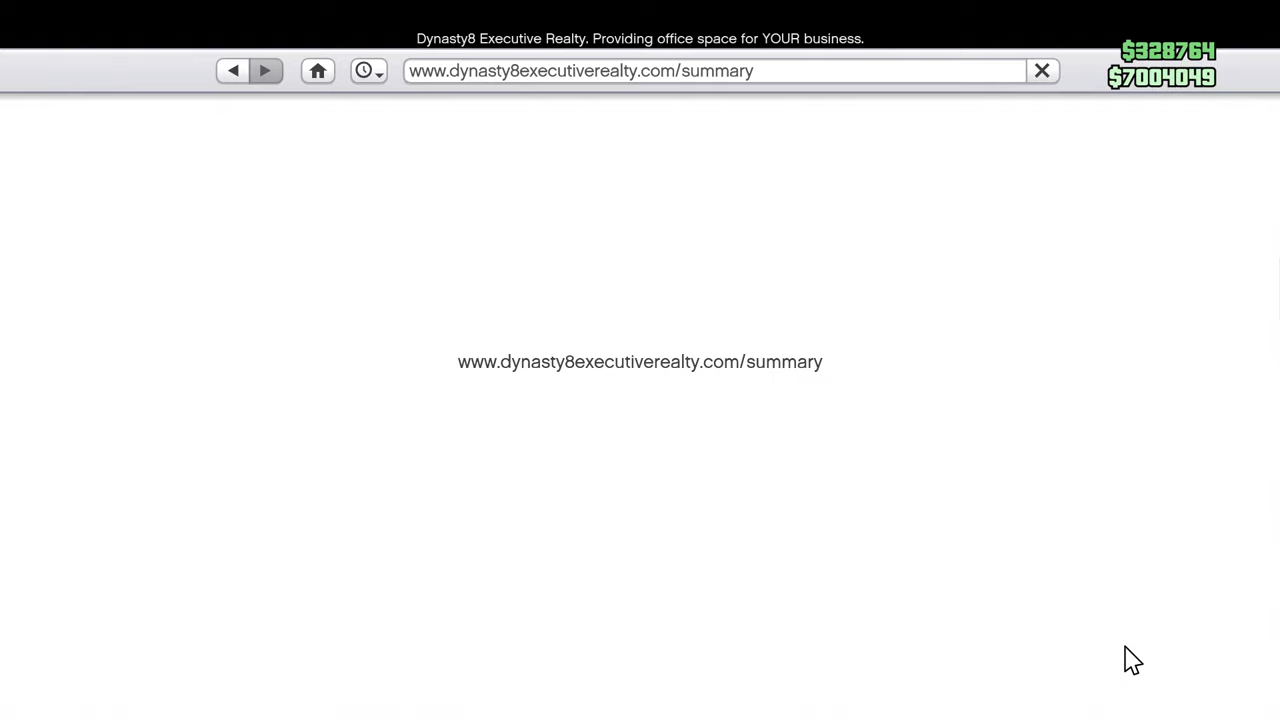 Dynasty8 Executive Realty. Providing office space for YOUR business.
$328764
www.dynasty8executiverealty.com/summary
$7004049
www.dynasty8executiverealty.com/summary